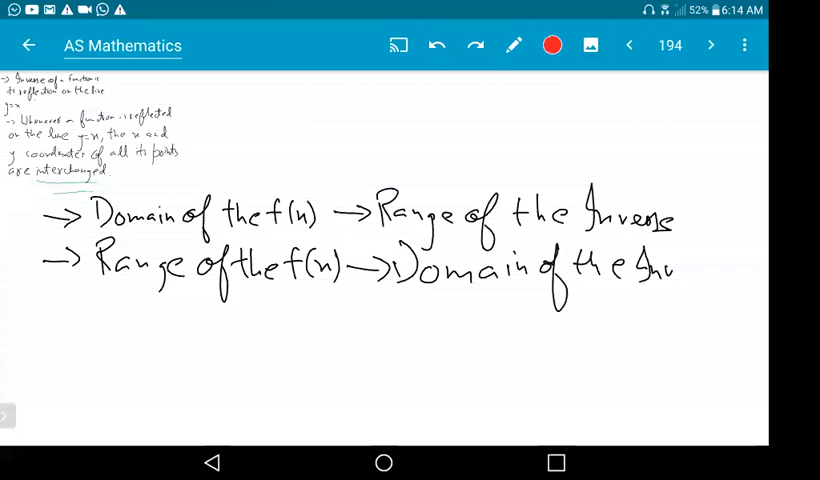 52% 6:14 AM
AS Mathematics
194
-> Inverse of a function is
its reflection on the line
y=x
-> Whenever a function is reflected
on the line y=x, the x and
y coordinates of all its points
are interchanged.
→ Domain of the f(x) → Range of the Inverse
→ Range of the f(x) → Domain of the Inv